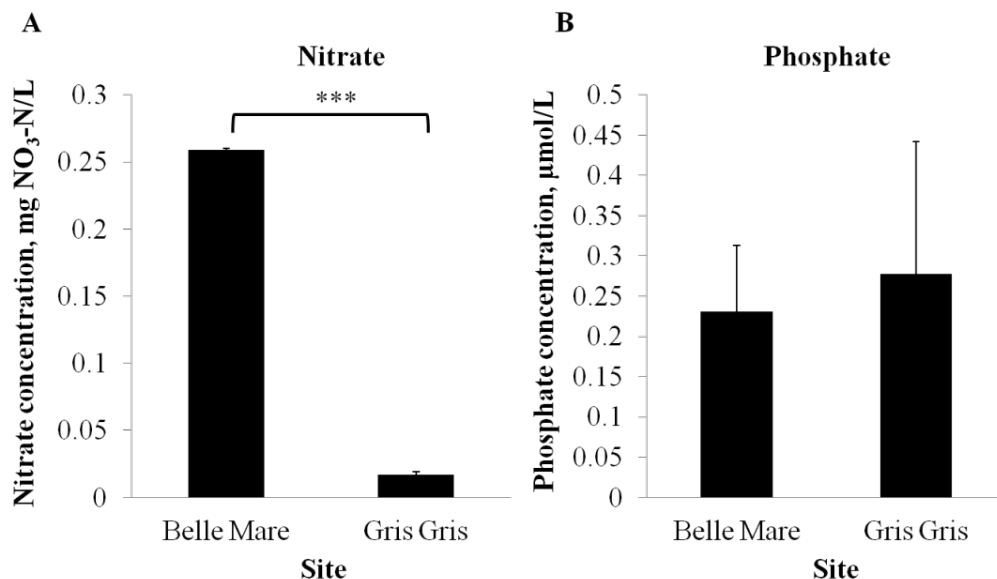 A
Nitrate
Nitrate concentration, mg NO₃-N/L
0.3
0.25
0.2
0.15
0.1
0.05
0
***
Belle Mare Gris Gris
Site
B
Phosphate
Phosphate concentration, µmol/L
0.5
0.45
0.4
0.35
0.3
0.25
0.2
0.15
0.1
0.05
0
Belle Mare Gris Gris
Site